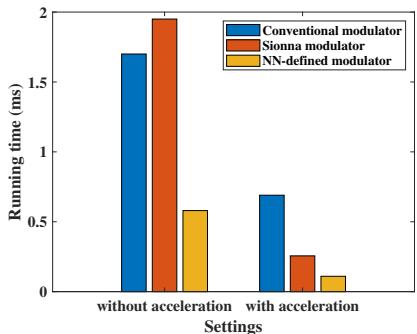 Conventional modulator
Sionna modulator
NN-defined modulator
Running time (ms)
2
1.5
1
0.5
0
without acceleration with acceleration
Settings